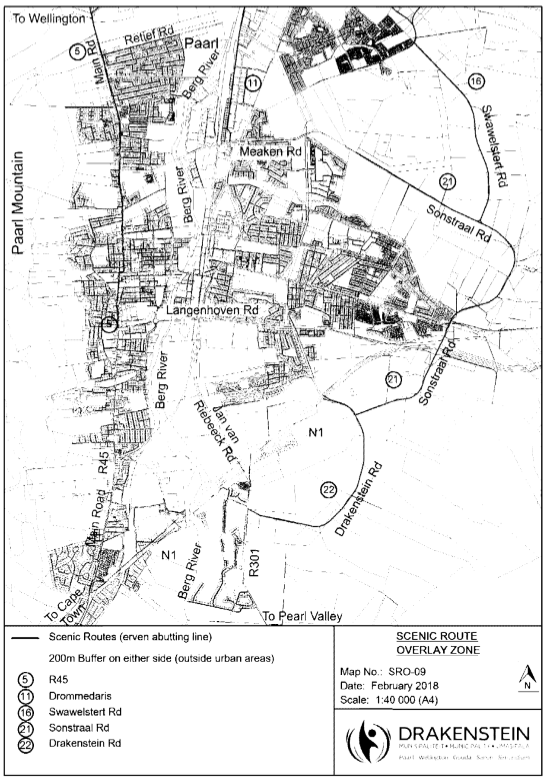 To Wellington
Retief Rd
Paarl
5
Main Rd
Berg River
11
16
Swawelstert Rd
Meaken Rd
21
Sonstraal Rd
Paarl Mountain
Berg River
Langenhoven Rd
5
Berg River
Sonstraal Rd
21
Jan van
Riebeeck Rd
N1
22
Drakenstein Rd
R45
Main Road
N1
Berg River
R301
To Cape
Town
To Pearl Valley
Scenic Routes (erven abutting line)
200m Buffer on either side (outside urban areas)
5 R45
11 Drommedaris
16 Swawelstert Rd
21 Sonstraal Rd
22 Drakenstein Rd
SCENIC ROUTE
OVERLAY ZONE
Map No.: SRO-09
Date: February 2018
Scale: 1:40 000 (A4)
N
DRAKENSTEIN
Paarl Wellington Gouda Saron